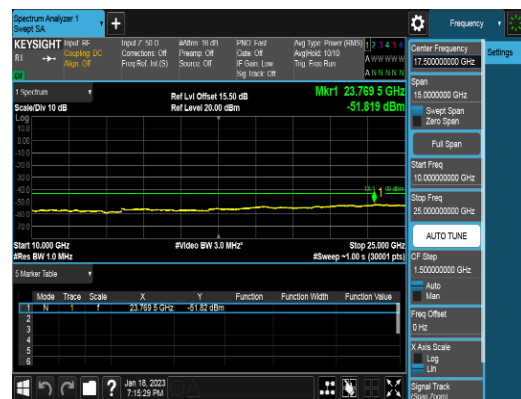 Spectrum Analyzer 1
Swept SA
+
Frequency
KEYSIGHT
R1
Input: RF
Coupling: DC
Align: Off
Input Z: 50 Ω
Corrections: Off
Freq Ref: Int (S)
#Atten: 16 dB
Preamp: Off
Source: Off
PNO: Fast
Gate: Off
IF Gain: Low
Sig Track: Off
Avg Type: Power (RMS)
Avg|Hold: 10/10
Trig: Free Run
1 2 3 4 5 6
A W W W W W
A N N N N N
1 Spectrum
Scale/Div 10 dB
Ref Lvl Offset 15.50 dB
Ref Level 20.00 dBm
Mkr1 23.769 5 GHz
-51.819 dBm
Log
10.0
0.00
-10.0
-20.0
-30.0
-40.0
-50.0
-60.0
-70.0
1
Start 10.000 GHz
#Res BW 1.0 MHz
#Video BW 3.0 MHz*
Stop 25.000 GHz
#Sweep ~1.00 s (30001 pts)
5 Marker Table
Mode Trace Scale X Y Function Function Width Function Value
1 N 1 f 23.769 5 GHz -51.82 dBm
2
3
4
5
6
Jan 18, 2023
7:15:29 PM
Center Frequency
17.500000000 GHz
Settings
Span
15.0000000 GHz
Swept Span
Zero Span
Full Span
Start Freq
10.000000000 GHz
Stop Freq
25.000000000 GHz
AUTO TUNE
CF Step
1.500000000 GHz
Auto
Man
Freq Offset
0 Hz
X Axis Scale
Log
Lin
Signal Track
(Span Zoom)